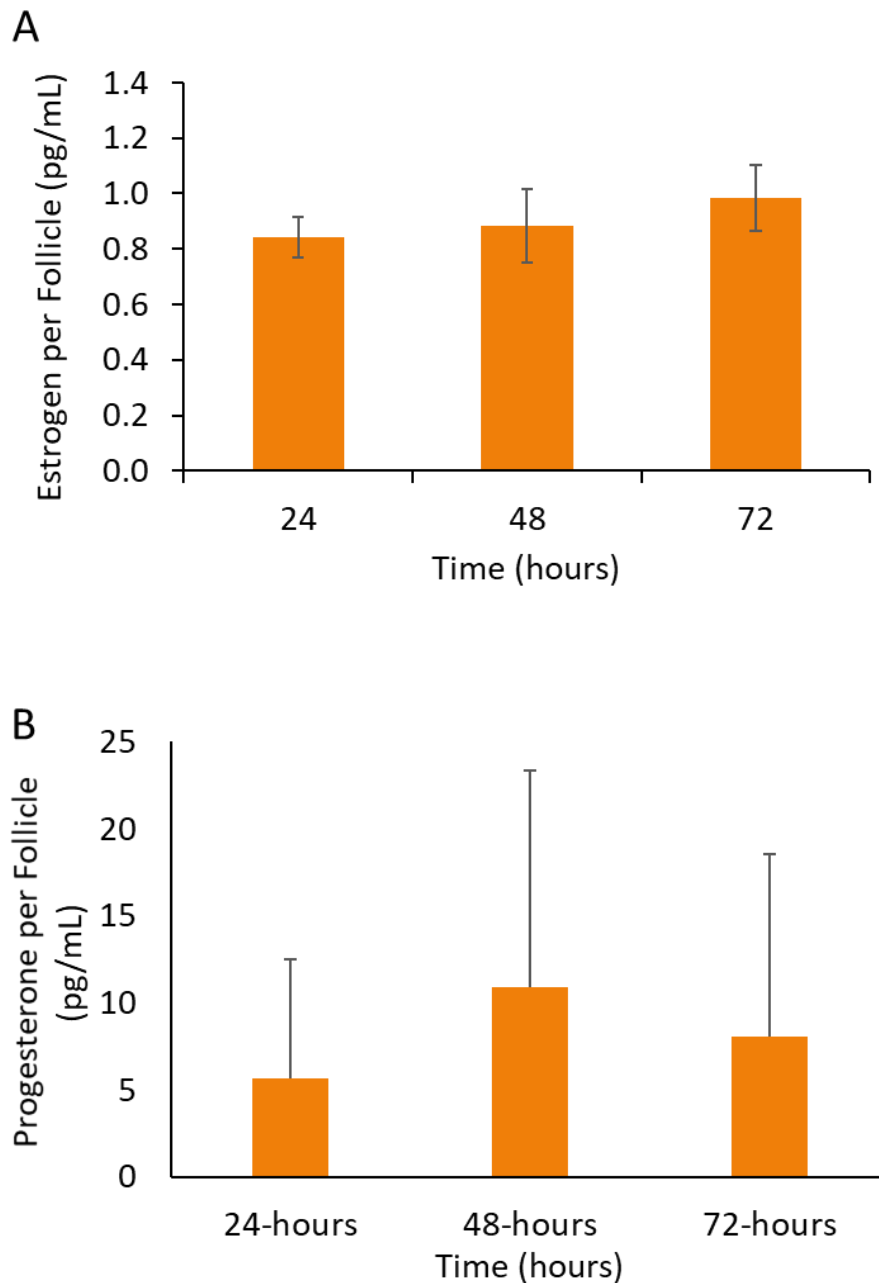 A
Estrogen per Follicle (pg/mL)
1.4
1.2
1.0
0.8
0.6
0.4
0.2
0.0
24 48 72
Time (hours)
B
Progesterone per Follicle
(pg/mL)
25
20
15
10
5
0
24-hours 48-hours 72-hours
Time (hours)